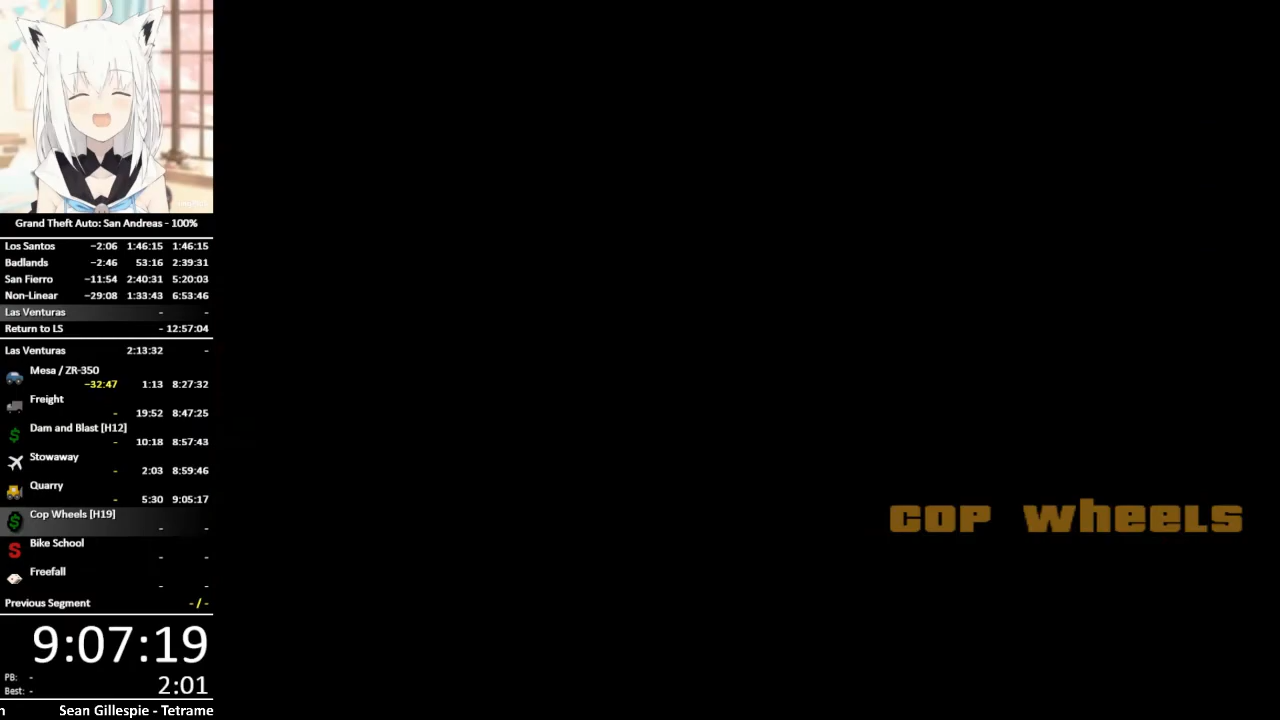 Grand Theft Auto: San Andreas - 100%
Los Santos −2:06 1:46:15 1:46:15
Badlands −2:46 53:16 2:39:31
San Fierro −11:54 2:40:31 5:20:03
Non-Linear −29:08 1:33:43 6:53:46
Las Venturas - -
Return to LS - 12:57:04
Las Venturas 2:13:32 -
Mesa / ZR-350
−32:47 1:13 8:27:32
Freight
- 19:52 8:47:25
Dam and Blast [H12]
- 10:18 8:57:43
Stowaway
- 2:03 8:59:46
Quarry
- 5:30 9:05:17
Cop Wheels [H19]
- -
cop wheels
Bike School
- -
Freefall
- -
Previous Segment - / -
9:07:19
PB: -
Best: - 2:01
n Sean Gillespie - Tetrame